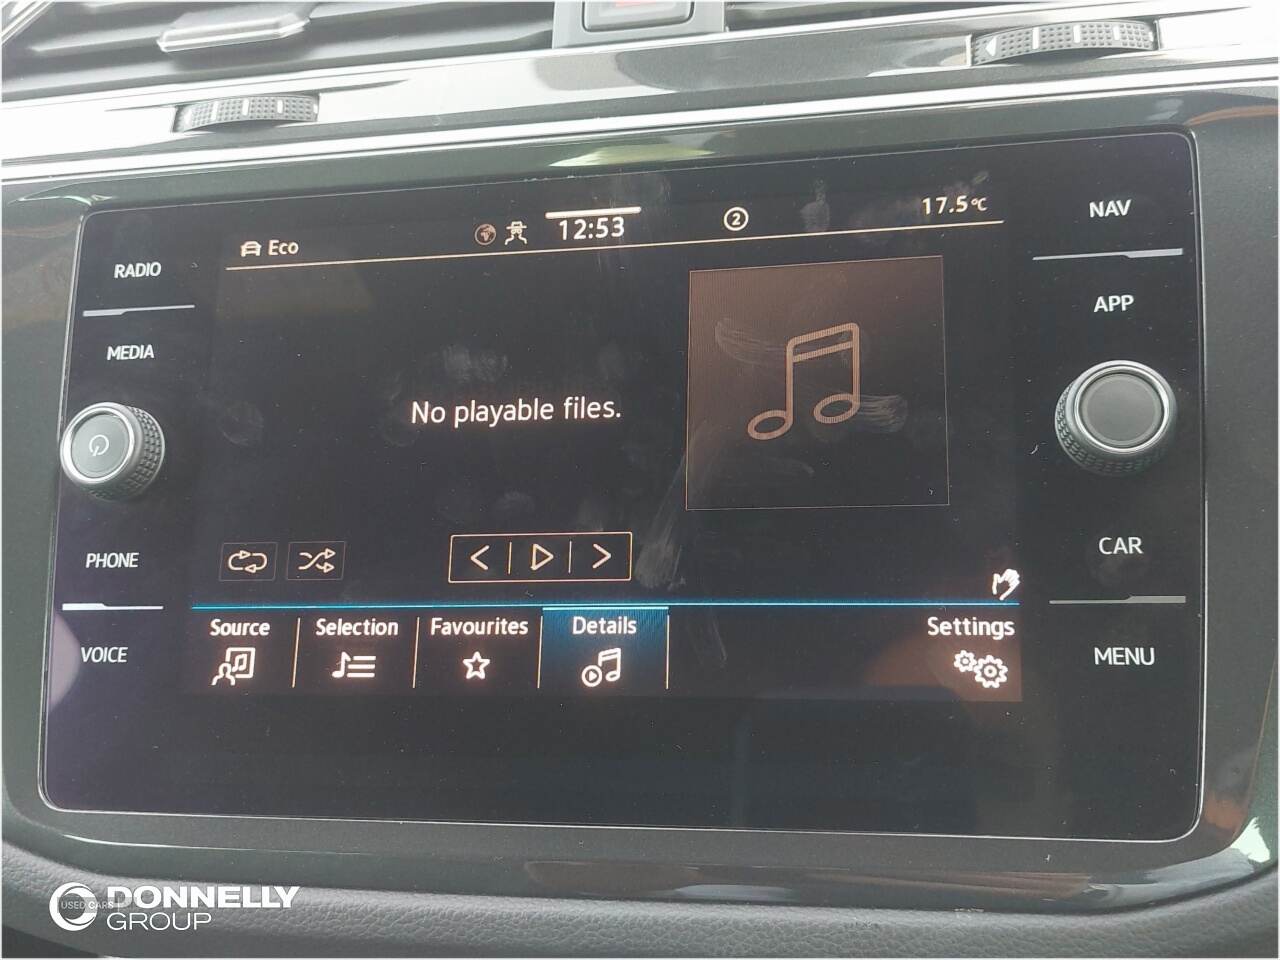 Eco
12:53
2
17.5°C
NAV
RADIO
APP
MEDIA
No playable files.
PHONE
CAR
Source
Selection
Favourites
Details
Settings
VOICE
MENU
USED CARS
DONNELLY
GROUP